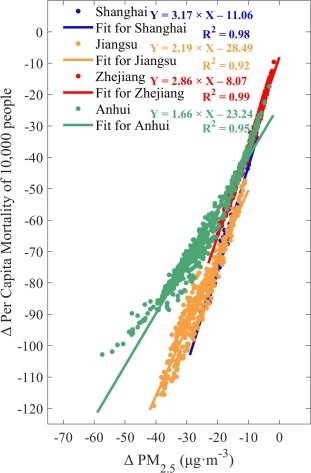 Shanghai Y = 3.17 × X – 11.06
Fit for Shanghai R² = 0.98
Jiangsu Y = 2.19 × X – 28.49
Fit for Jiangsu R² = 0.92
Zhejiang Y = 2.86 × X – 8.07
Fit for Zhejiang R² = 0.99
Anhui Y = 1.66 × X – 23.24
Fit for Anhui R² = 0.95
Δ Per Capita Mortality of 10,000 people
0
-10
-20
-30
-40
-50
-60
-70
-80
-90
-100
-110
-120
-70 -60 -50 -40 -30 -20 -10 0
Δ PM₂.₅ (μg·m⁻³)